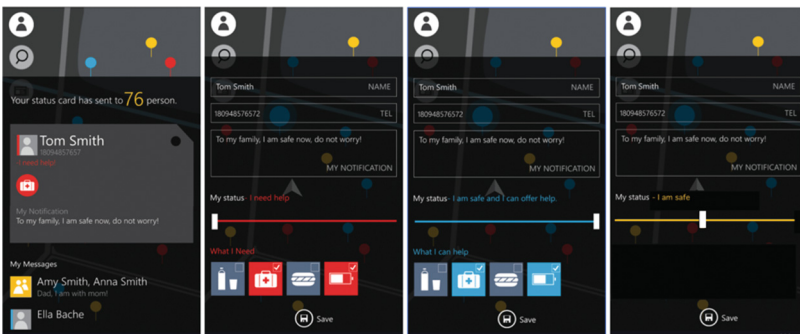 Your status card has sent to 76 person.
Tom Smith
18094857657
I need help!
My Notification
To my family, I am safe now, do not worry!
My Messages
Amy Smith, Anna Smith
Dad, I am with mom!
Ella Bache
Tom Smith NAME
180948576572 TEL
To my family, I am safe now, do not worry!
MY NOTIFICATION
My status- I need help
What I Need
Save
Tom Smith NAME
180948576572 TEL
To my family, I am safe now, do not worry!
MY NOTIFICATION
My status- I am safe and I can offer help.
What I can help
Save
Tom Smith NAME
180948576572 TEL
To my family, I am safe now, do not worry!
MY NOTIFICATION
My status - I am safe
Save